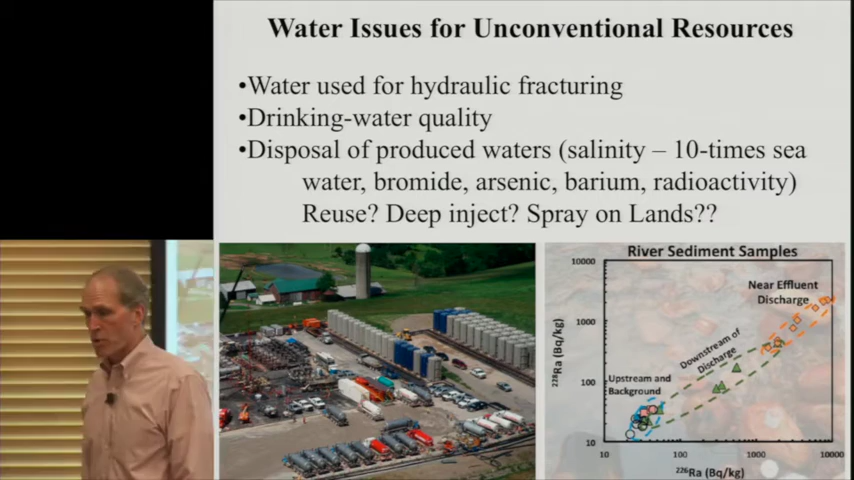 Water Issues for Unconventional Resources
•Water used for hydraulic fracturing
•Drinking-water quality
•Disposal of produced waters (salinity – 10-times sea
water, bromide, arsenic, barium, radioactivity)
Reuse? Deep inject? Spray on Lands??
River Sediment Samples
10000
1000
100
10
²²⁸Ra (Bq/kg)
Near Effluent
Discharge
Downstream of
Discharge
Upstream and
Background
10 100 1000 10000
²²⁶Ra (Bq/kg)